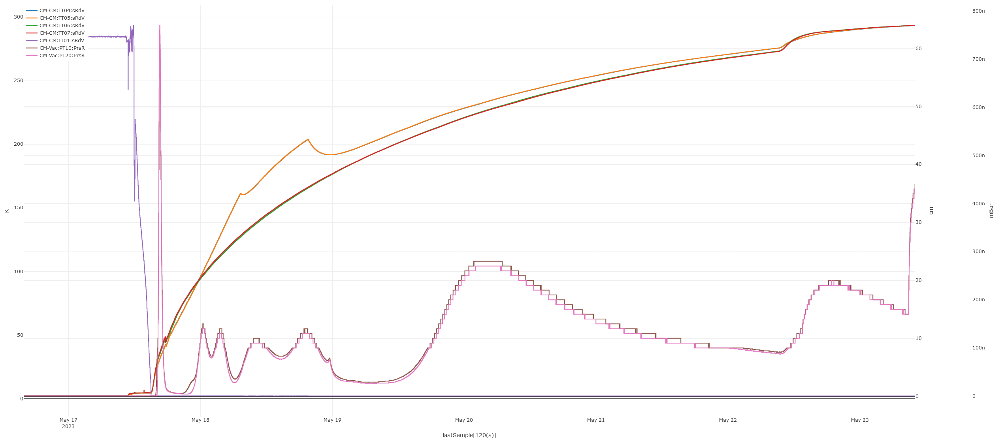 CM-CM:TT04:sRdV
CM-CM:TT05:sRdV
CM-CM:TT06:sRdV
CM-CM:TT07:sRdV
CM-CM:LT01:sRdV
CM-Vac:PT10:PrsR
CM-Vac:PT20:PrsR
300
250
200
150
100
50
0
K
60
50
40
30
20
10
0
cm
800n
700n
600n
500n
400n
300n
200n
100n
0
mBar
May 17
2023
May 18
May 19
May 20
May 21
May 22
May 23
lastSample[120(s)]